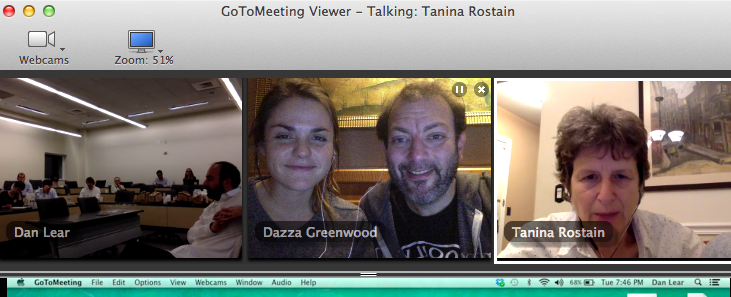 GoToMeeting Viewer – Talking: Tanina Rostain
Webcams Zoom: 51%
Dan Lear Dazza Greenwood Tanina Rostain
GoToMeeting File Edit Options View Webcams Window Audio Help 68% Tue 7:46 PM Dan Lear